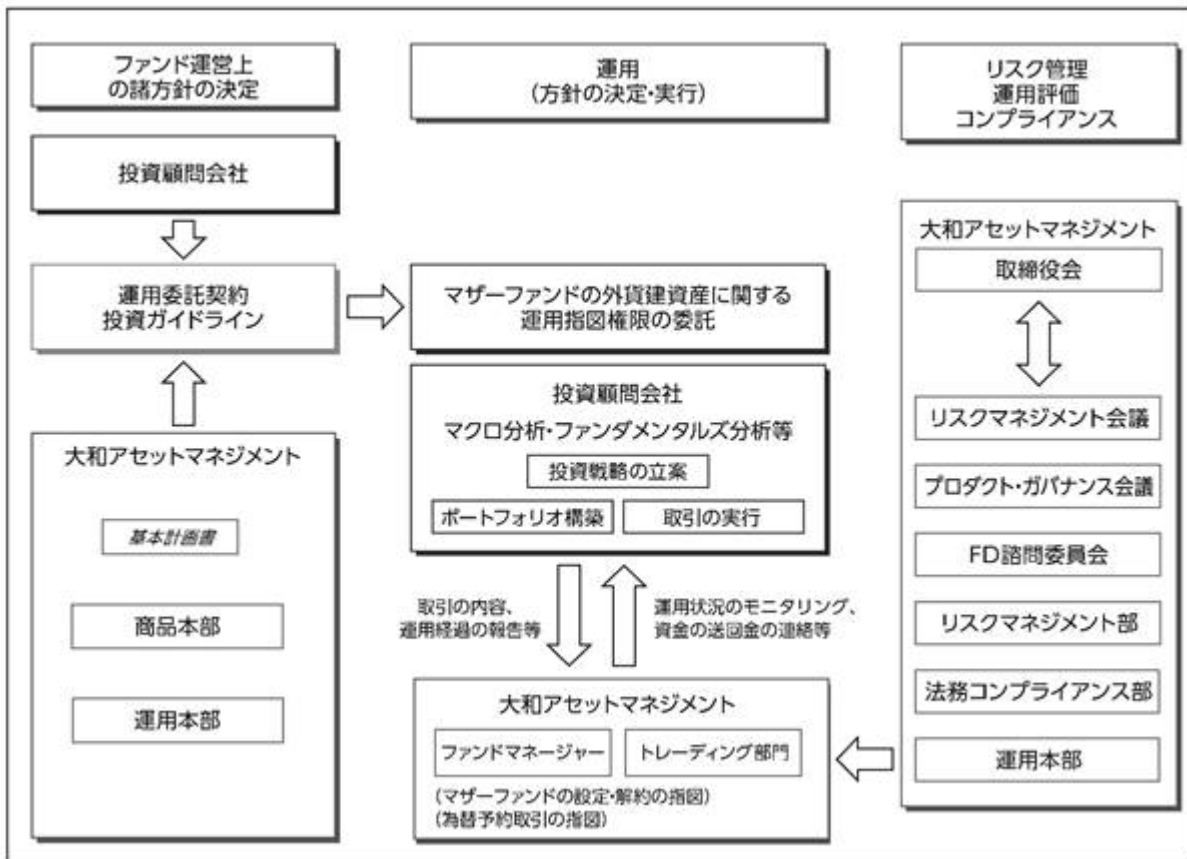 ファンド運営上
の諸方針の決定
運用
(方針の決定・実行)
リスク管理
運用評価
コンプライアンス
投資顧問会社
運用委託契約
投資ガイドライン
マザーファンドの外貨建資産に関する
運用指図権限の委託
投資顧問会社
マクロ分析・ファンダメンタルズ分析等
投資戦略の立案
ポートフォリオ構築
取引の実行
大和アセットマネジメント
基本計画書
商品本部
運用本部
取引の内容、
運用経過の報告等
運用状況のモニタリング、
資金の送回金の連絡等
大和アセットマネジメント
ファンドマネージャー
トレーディング部門
(マザーファンドの設定・解約の指図)
(為替予約取引の指図)
大和アセットマネジメント
取締役会
リスクマネジメント会議
プロダクト・ガバナンス会議
FD諮問委員会
リスクマネジメント部
法務コンプライアンス部
運用本部